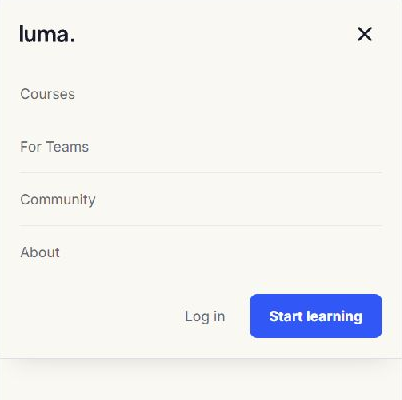 luma.
Courses
For Teams
Community
About
Log in
Start learning